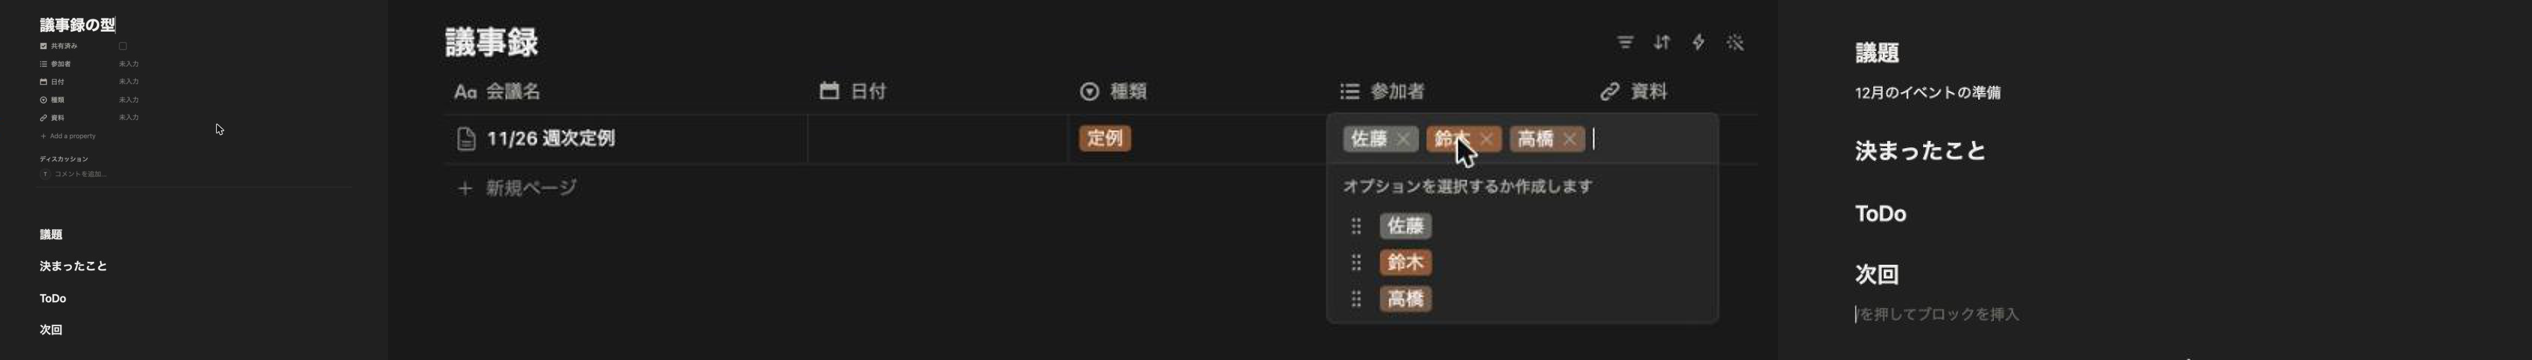 議事録の型
共有済み
参加者 未入力
日付 未入力
種類 未入力
資料 未入力
+ Add a property
ディスカッション
T コメントを追加...
議題
決まったこと
ToDo
次回
議事録
Aa 会議名 日付 種類 参加者 資料
11/26 週次定例 定例 佐藤 × 鈴木 × 高橋 ×
+ 新規ページ
オプションを選択するか作成します
佐藤
鈴木
高橋
議題
12月のイベントの準備
決まったこと
ToDo
次回
/を押してブロックを挿入